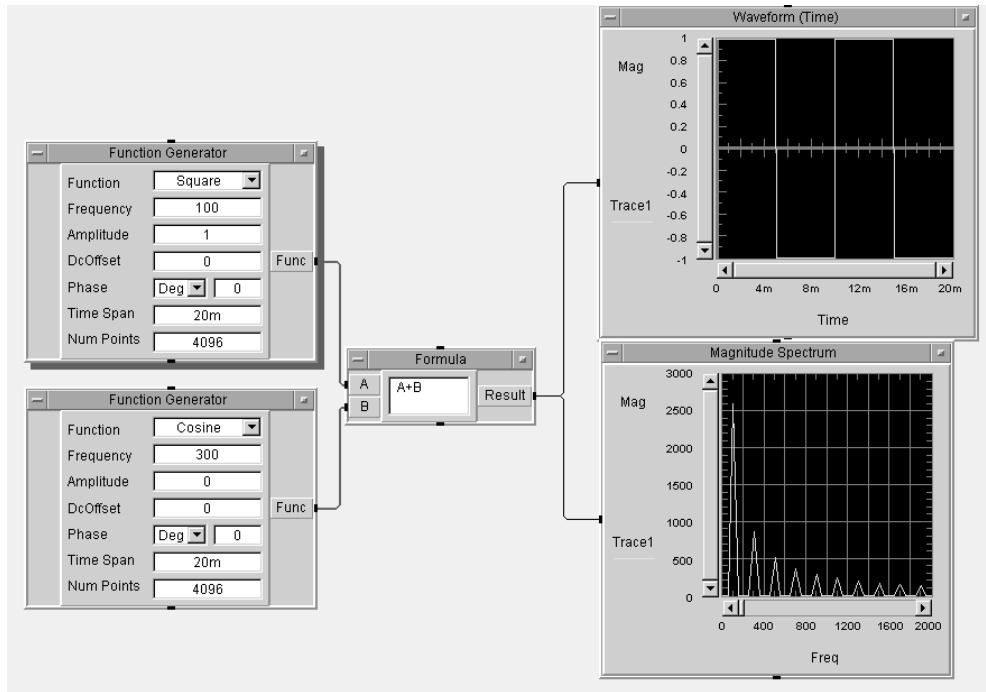 Waveform (Time)
Mag
Trace1
1
0.8
0.6
0.4
0.2
0
-0.2
-0.4
-0.6
-0.8
-1
0 4m 8m 12m 16m 20m
Time
Function Generator
Function Square
Frequency 100
Amplitude 1
DcOffset 0
Phase Deg 0
Time Span 20m
Num Points 4096
Func
Function Generator
Function Cosine
Frequency 300
Amplitude 0
DcOffset 0
Phase Deg 0
Time Span 20m
Num Points 4096
Func
Formula
A
B
A+B
Result
Magnitude Spectrum
Mag
Trace1
3000
2500
2000
1500
1000
500
0
0 400 800 1200 1600 2000
Freq